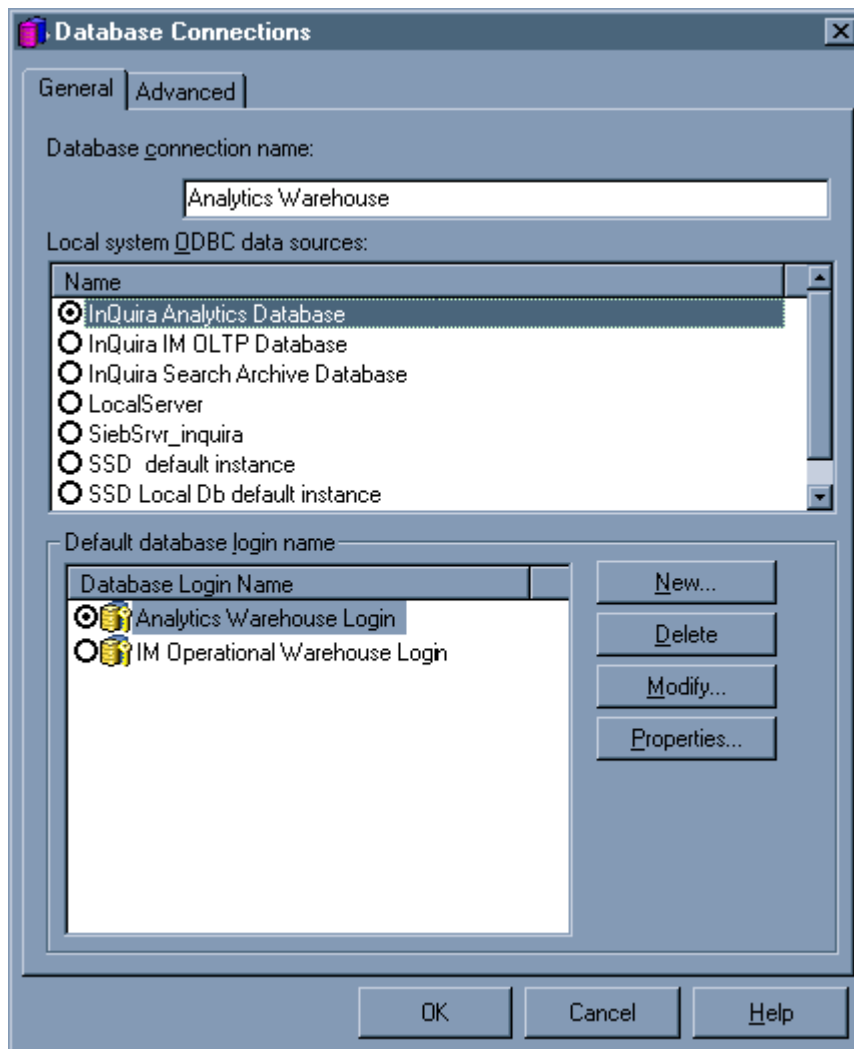 Database Connections
General
Advanced
Database connection name:
Analytics Warehouse
Local system ODBC data sources:
Name
InQuira Analytics Database
InQuira IM OLTP Database
InQuira Search Archive Database
LocalServer
SiebSrvr_inquira
SSD default instance
SSD Local Db default instance
Default database login name
Database Login Name
Analytics Warehouse Login
IM Operational Warehouse Login
New...
Delete
Modify...
Properties...
OK
Cancel
Help